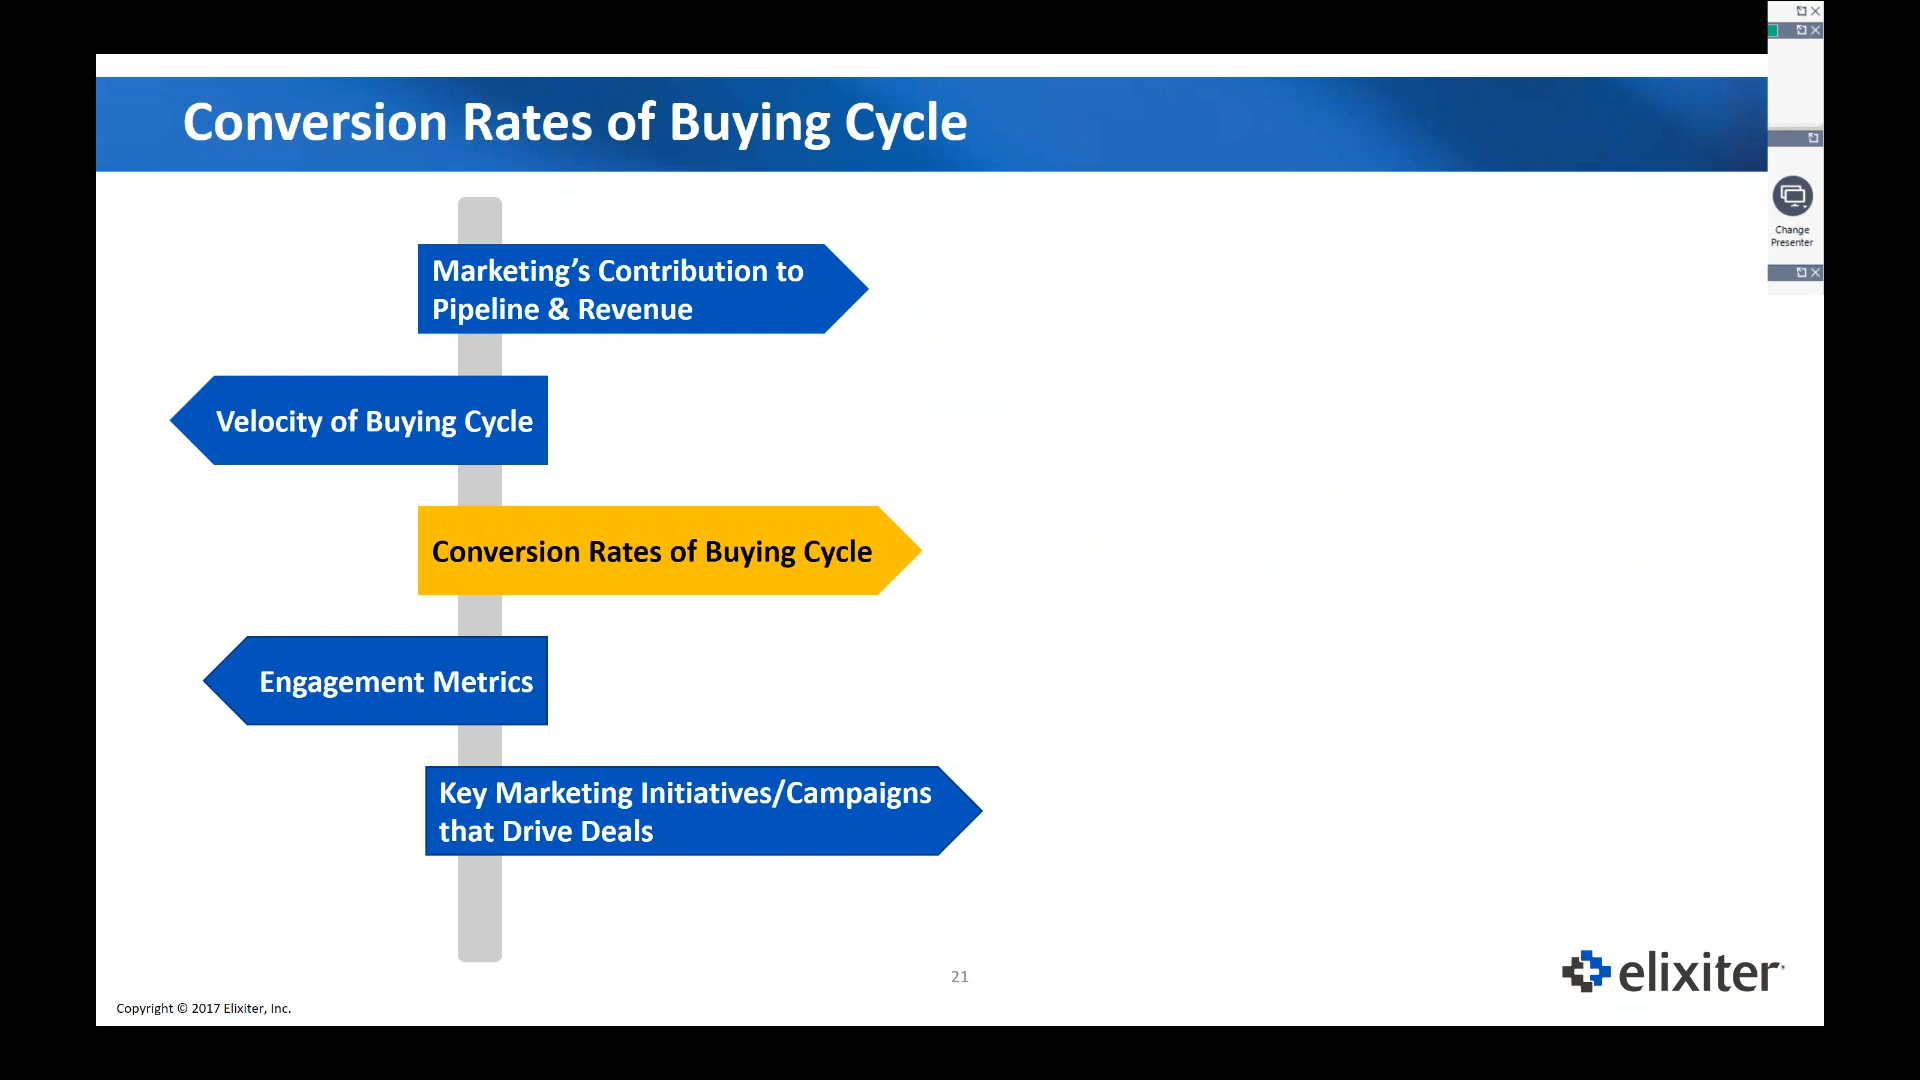 Conversion Rates of Buying Cycle
Change
Presenter
Marketing’s Contribution to
Pipeline & Revenue
Velocity of Buying Cycle
Conversion Rates of Buying Cycle
Engagement Metrics
Key Marketing Initiatives/Campaigns
that Drive Deals
21
elixiter
Copyright © 2017 Elixiter, Inc.